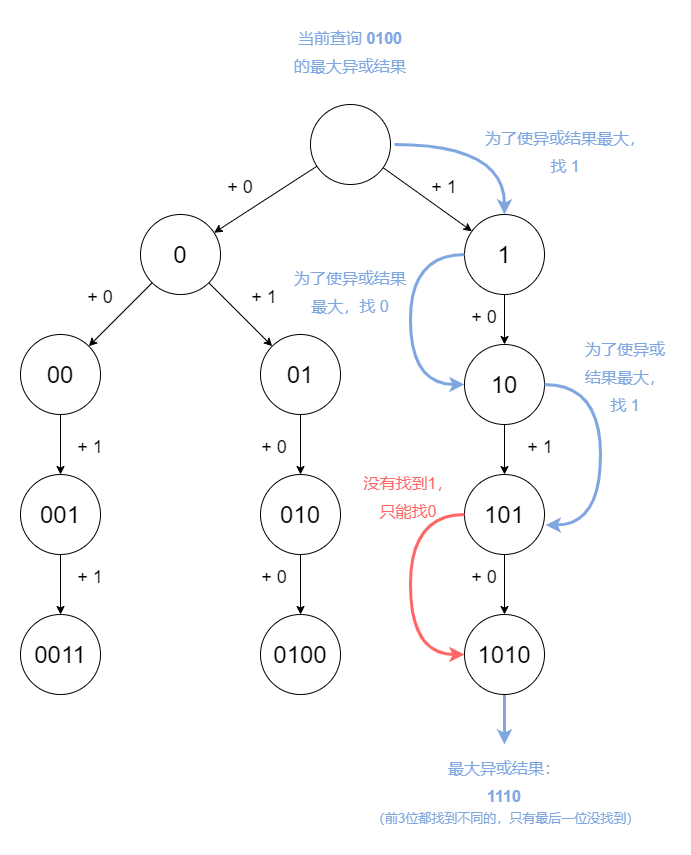 当前查询 0100
的最大异或结果
为了使异或结果最大，
找 1
+ 0
+ 1
0
1
为了使异或结果
最大，找 0
+ 0
+ 1
+ 0
为了使异或
结果最大，
找 1
00
01
10
+ 1
+ 0
+ 1
没有找到1，
只能找0
001
010
101
+ 1
+ 0
+ 0
0011
0100
1010
最大异或结果：
1110
(前3位都找到不同的，只有最后一位没找到)